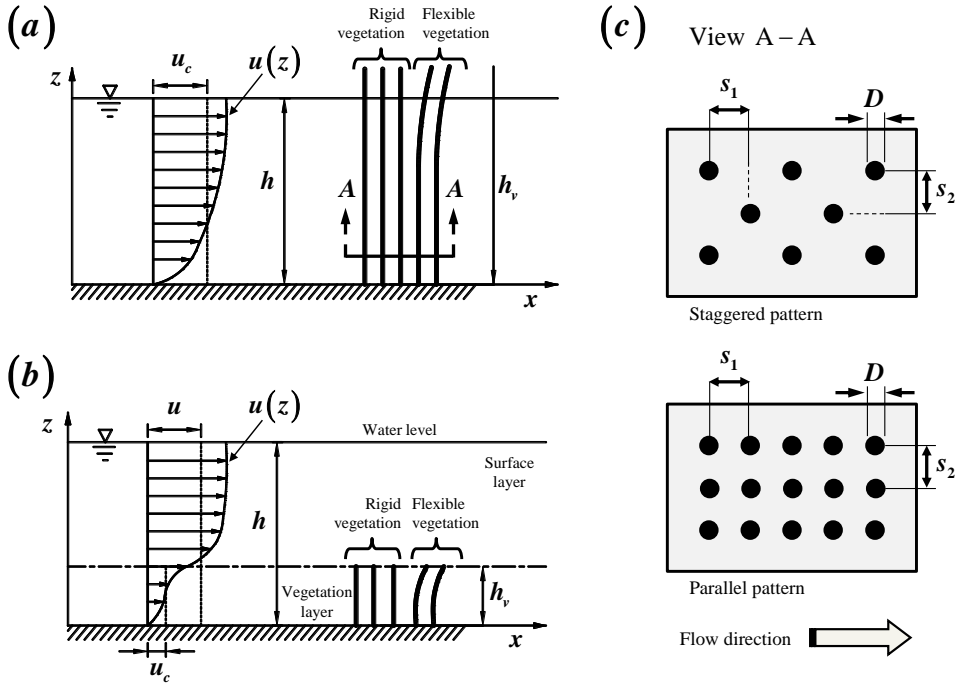 (a)
Rigid
vegetation
Flexible
vegetation
z
u_c
u(z)
h
A A
h_v
x
(b)
z
u
u(z)
Water level
Surface
layer
h
Rigid
vegetation
Flexible
vegetation
Vegetation
layer
h_v
x
u_c
(c)
View A – A
s_1
D
s_2
Staggered pattern
s_1
D
s_2
Parallel pattern
Flow direction